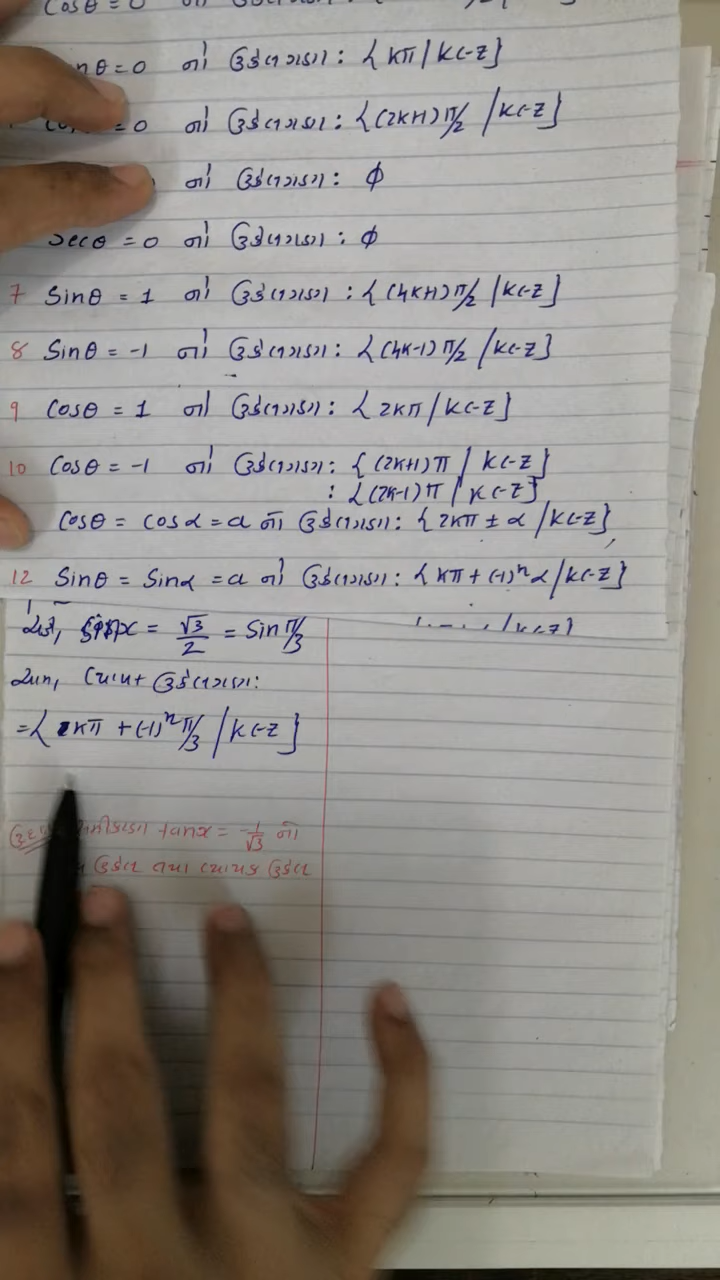 cosθ = 0 નો
θ = 0 નો ઉકેલગણ : {kπ / k∈Z}
= 0 નો ઉકેલગણ : {(2k+1)π/2 / k∈Z}
નો ઉકેલગણ : ϕ
secθ = 0 નો ઉકેલગણ : ϕ
7 Sinθ = 1 નો ઉકેલગણ : {(4k+1)π/2 / k∈Z}
8 Sinθ = -1 નો ઉકેલગણ : {(4k-1)π/2 / k∈Z}
9 Cosθ = 1 નો ઉકેલગણ : {2kπ / k∈Z}
10 Cosθ = -1 નો ઉકેલગણ : {(2k+1)π / k∈Z}
: {(2k-1)π / k∈Z}
Cosθ = cosα = a નો ઉકેલગણ : {2kπ ± α / k∈Z}
12 Sinθ = Sinα = a નો ઉકેલગણ : {kπ + (-1)ⁿα / k∈Z}
/ k∈Z}
x = √3/2 = Sin π/3
ઉકેલગણ:
= { kπ + (-1)ⁿ π/3 / k∈Z }
tanx = -1/√3 નો
ઉકેલ તથા વ્યાપક ઉકેલ